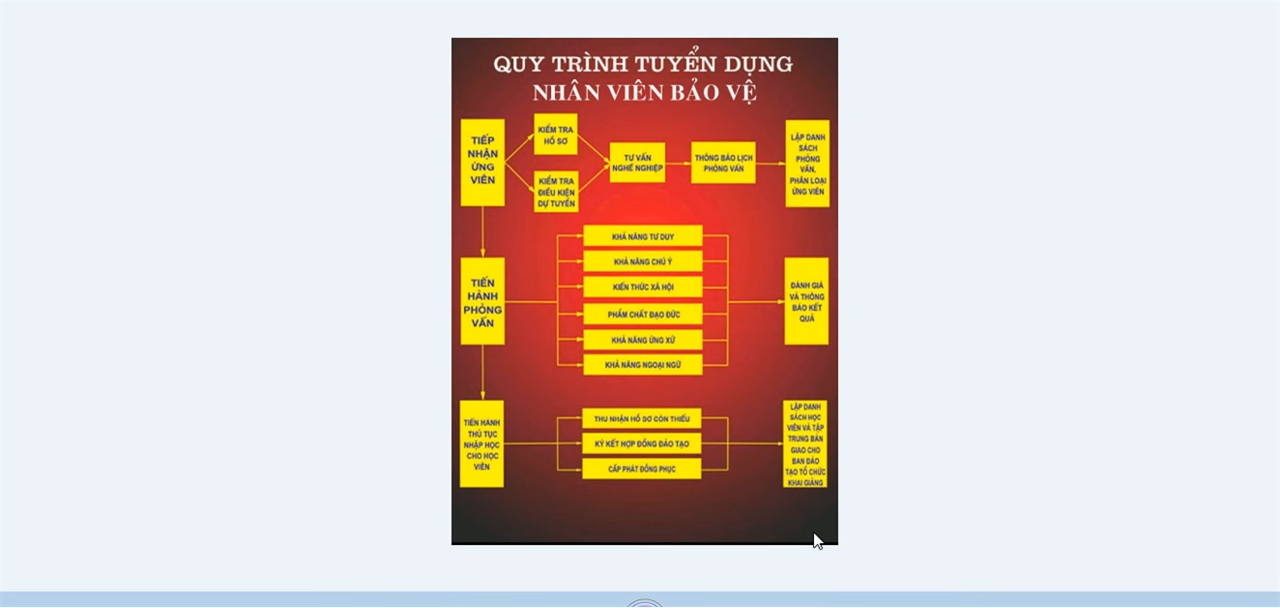 QUY TRÌNH TUYỂN DỤNG
NHÂN VIÊN BẢO VỆ
TIẾP
NHẬN
ỨNG
VIÊN
KIỂM TRA
HỒ SƠ
KIỂM TRA
ĐIỀU KIỆN
DỰ TUYỂN
TƯ VẤN
NGHỀ NGHIỆP
THÔNG BÁO LỊCH
PHỎNG VẤN
LẬP DANH
SÁCH
PHỎNG
VẤN,
PHÂN LOẠI
ỨNG VIÊN
TIẾN
HÀNH
PHỎNG
VẤN
KHẢ NĂNG TƯ DUY
KHẢ NĂNG CHÚ Ý
KIẾN THỨC XÃ HỘI
PHẨM CHẤT ĐẠO ĐỨC
KHẢ NĂNG ỨNG XỬ
KHẢ NĂNG NGOẠI NGỮ
ĐÁNH GIÁ
VÀ THÔNG
BÁO KẾT
QUẢ
TIẾN HÀNH
THỦ TỤC
NHẬP HỌC
CHO HỌC
VIÊN
THU NHẬN HỒ SƠ CÒN THIẾU
KÝ KẾT HỢP ĐỒNG ĐÀO TẠO
CẤP PHÁT ĐỒNG PHỤC
LẬP DANH
SÁCH HỌC
VIÊN VÀ TẬP
TRUNG BÀN
GIAO CHO
BAN ĐÀO
TẠO TỔ CHỨC
KHAI GIẢNG